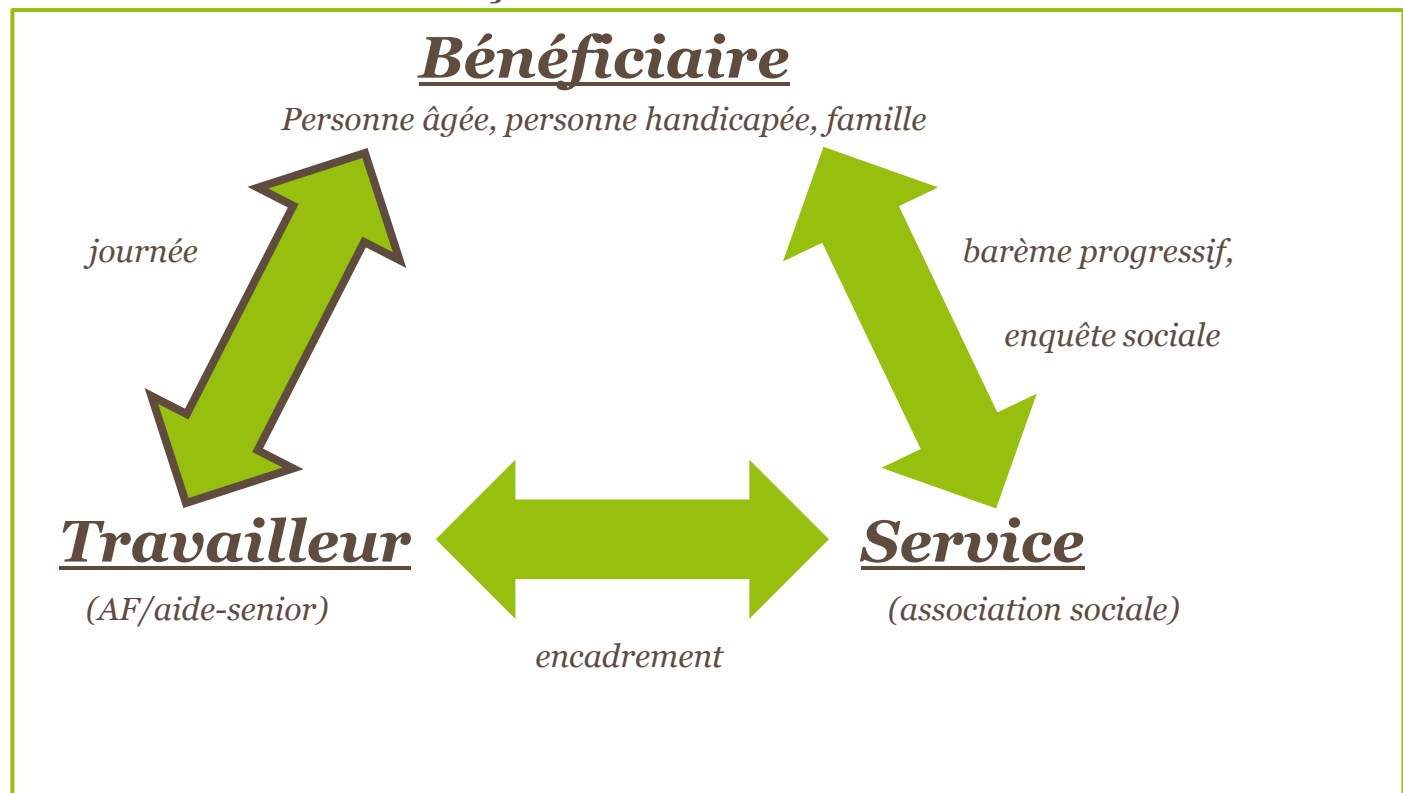 Bénéficiaire
Personne âgée, personne handicapée, famille
journée
barème progressif,
enquête sociale
Travailleur
Service
(AF/aide-senior)
(association sociale)
encadrement